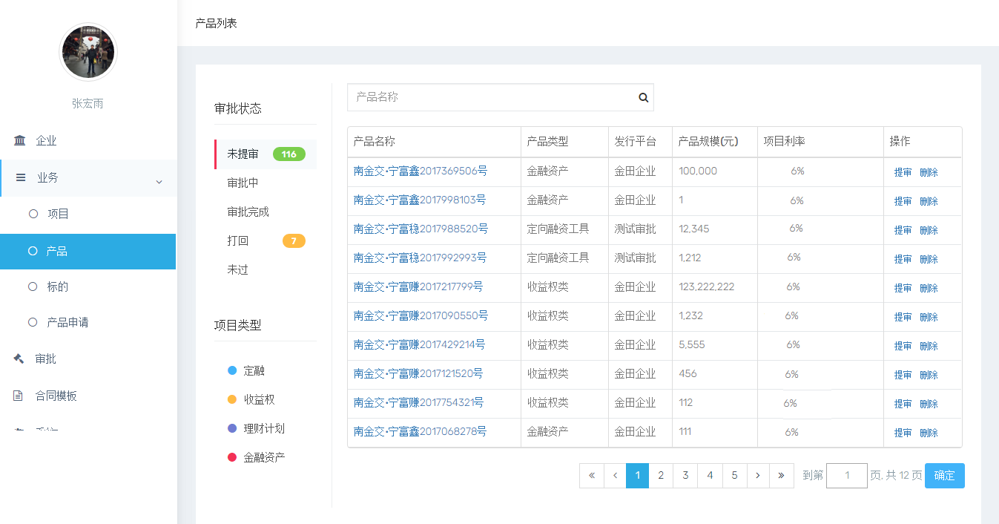 产品列表
张宏雨
企业
业务
项目
产品
标的
产品申请
审批
合同模板
审批状态
未提审 116
审批中
审批完成
打回 7
未过
项目类型
定融
收益权
理财计划
金融资产
产品名称
产品名称 产品类型 发行平台 产品规模(元) 项目利率 操作
南金交·宁富鑫2017369506号 金融资产 金田企业 100,000 6% 提审 删除
南金交·宁富鑫2017998103号 金融资产 金田企业 1 6% 提审 删除
南金交·宁富稳2017988520号 定向融资工具 测试审批 12,345 6% 提审 删除
南金交·宁富稳2017992993号 定向融资工具 测试审批 1,212 6% 提审 删除
南金交·宁富赚2017217799号 收益权类 金田企业 123,222,222 6% 提审 删除
南金交·宁富赚2017090550号 收益权类 金田企业 1,232 6% 提审 删除
南金交·宁富赚2017429214号 收益权类 金田企业 5,555 6% 提审 删除
南金交·宁富赚2017121520号 收益权类 金田企业 456 6% 提审 删除
南金交·宁富赚2017754321号 收益权类 金田企业 112 6% 提审 删除
南金交·宁富鑫2017068278号 金融资产 金田企业 111 6% 提审 删除
« ‹ 1 2 3 4 5 › » 到第 1 页, 共 12 页 确定